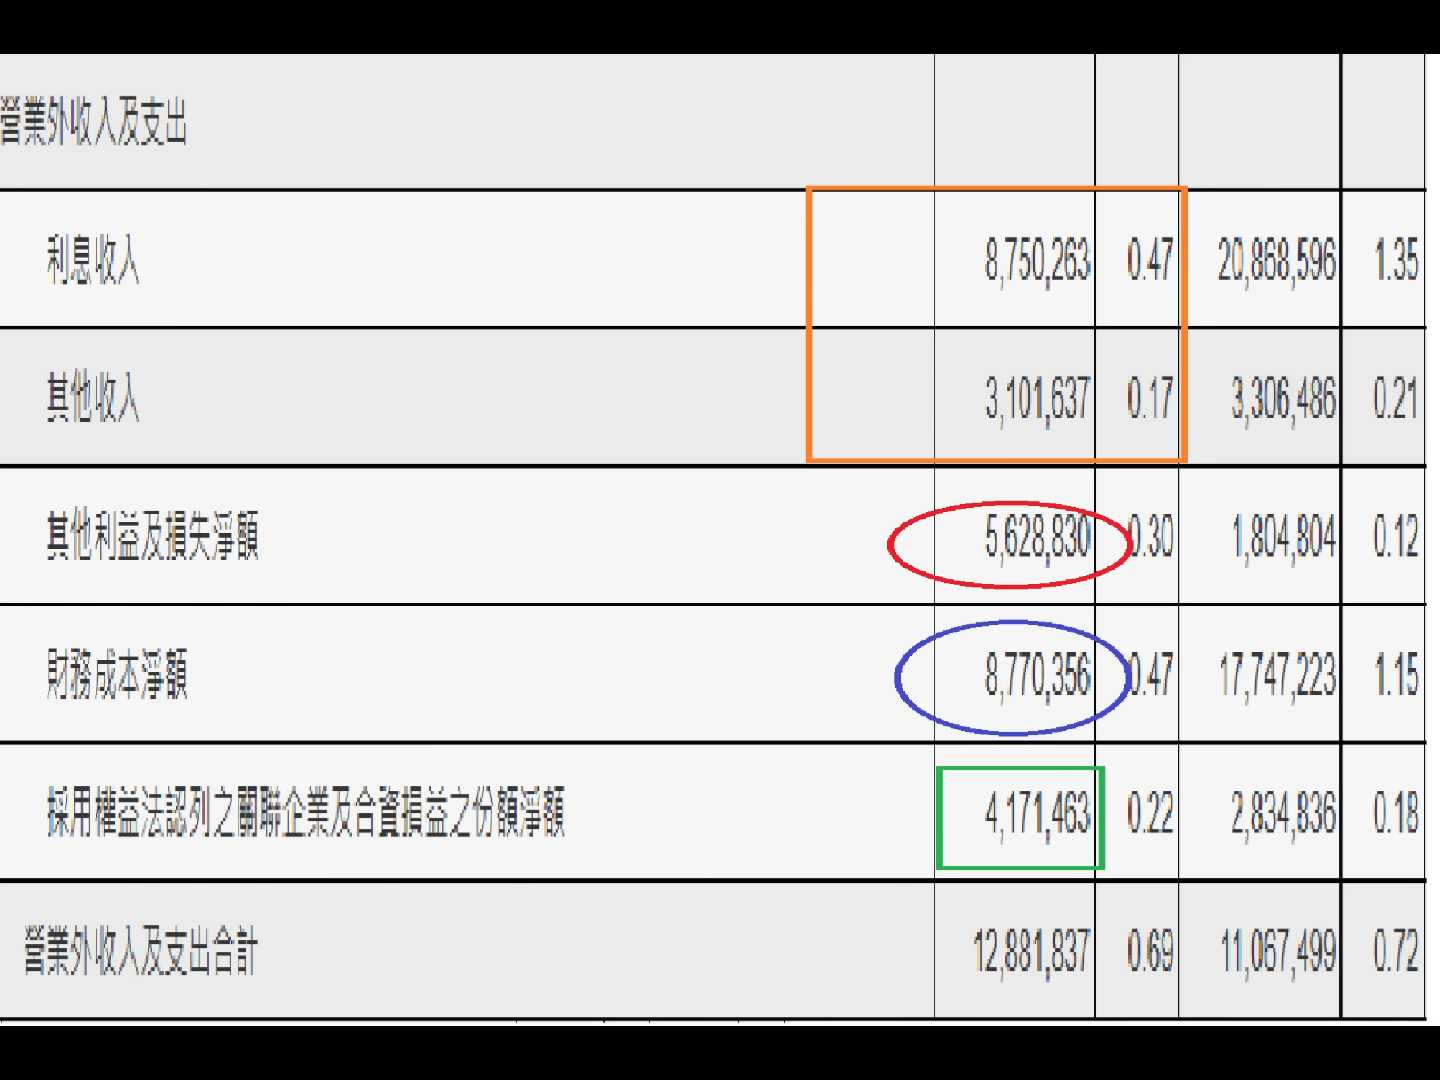 營業外收入及支出
利息收入 8,750,263 0.47 20,868,596 1.35
其他收入 3,101,637 0.17 3,306,486 0.21
其他利益及損失淨額 5,628,830 0.30 1,804,804 0.12
財務成本淨額 8,770,356 0.47 17,747,223 1.15
採用權益法認列之關聯企業及合資損益之份額淨額 4,171,463 0.22 2,834,836 0.18
營業外收入及支出合計 12,881,837 0.69 11,067,499 0.72